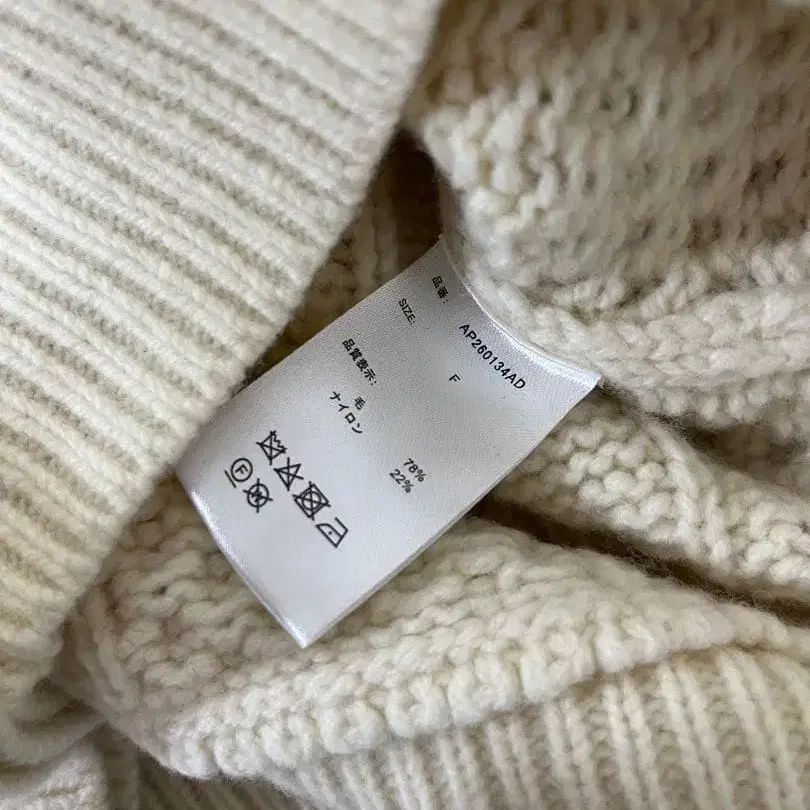 品番: AP260134AD
SIZE: F
品質表示:
毛 78%
ナイロン 22%
F
W